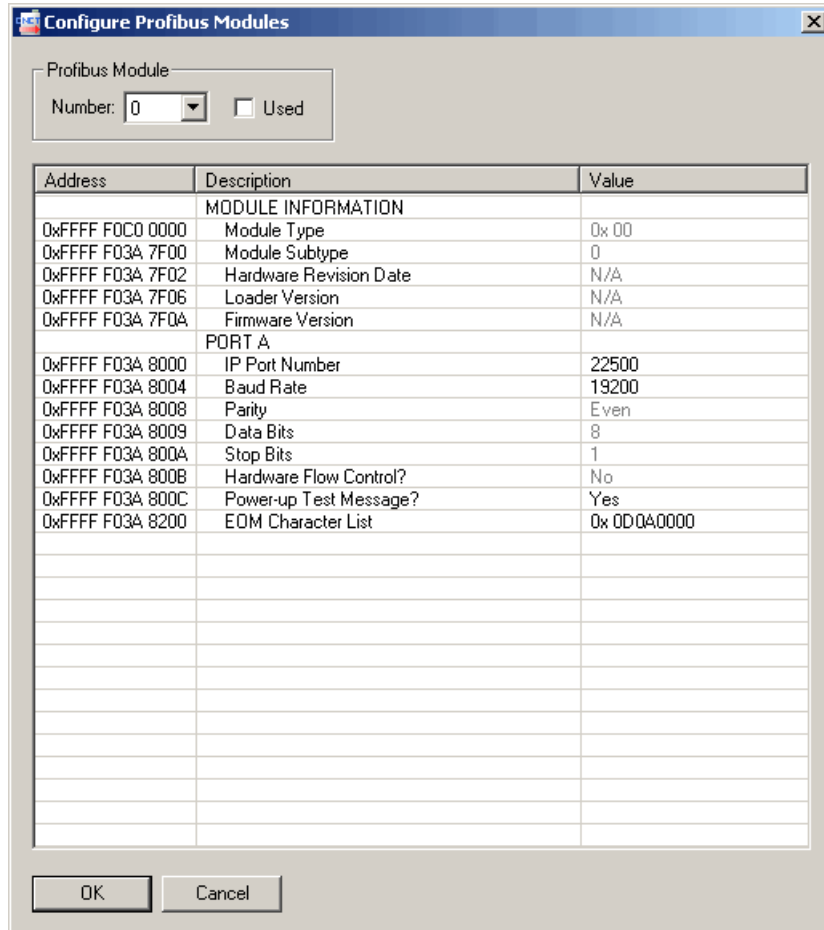 Configure Profibus Modules
Profibus Module
Number: 0 Used
Address Description Value
MODULE INFORMATION
0xFFFF F0C0 0000 Module Type 0x 00
0xFFFF F03A 7F00 Module Subtype 0
0xFFFF F03A 7F02 Hardware Revision Date N/A
0xFFFF F03A 7F06 Loader Version N/A
0xFFFF F03A 7F0A Firmware Version N/A
PORT A
0xFFFF F03A 8000 IP Port Number 22500
0xFFFF F03A 8004 Baud Rate 19200
0xFFFF F03A 8008 Parity Even
0xFFFF F03A 8009 Data Bits 8
0xFFFF F03A 800A Stop Bits 1
0xFFFF F03A 800B Hardware Flow Control? No
0xFFFF F03A 800C Power-up Test Message? Yes
0xFFFF F03A 8200 EOM Character List 0x 0D0A0000
OK Cancel